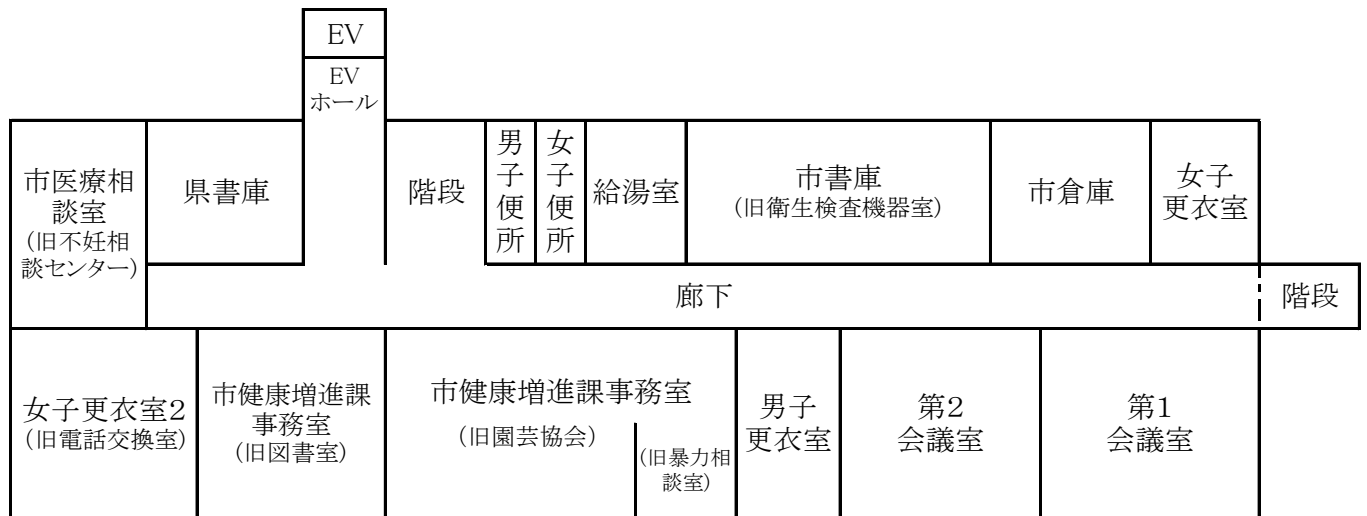 EV
EV
ホール
市医療相
談室
(旧不妊相
談センター)
県書庫
階段
男子便所
女子便所
給湯室
市書庫
(旧衛生検査機器室)
市倉庫
女子
更衣室
廊下
階段
女子更衣室2
(旧電話交換室)
市健康増進課
事務室
(旧図書室)
市健康増進課事務室
(旧園芸協会)
(旧暴力相
談室)
男子
更衣室
第2
会議室
第1
会議室